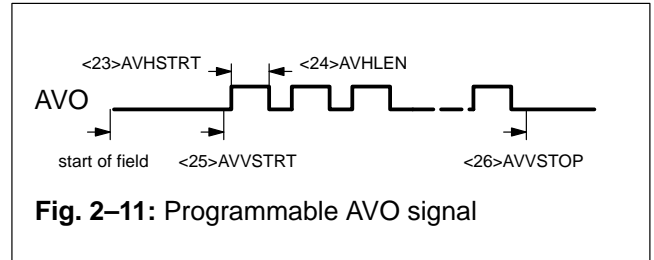 <23>AVHSTRT <24>AVHLEN
AVO
start of field <25>AVVSTRT <26>AVVSTOP
Fig. 2–11: Programmable AVO signal